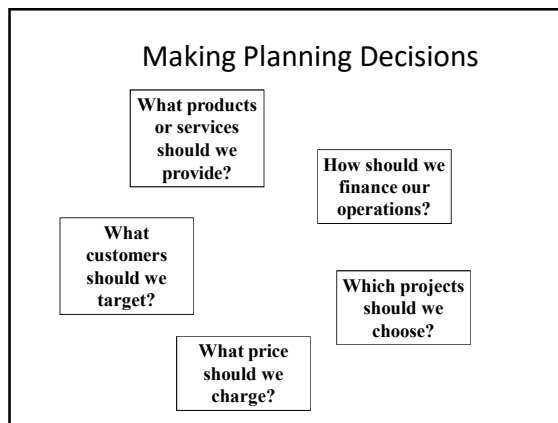 Making Planning Decisions
What products
or services
should we
provide?
How should we
finance our
operations?
What
customers
should we
target?
Which projects
should we
choose?
What price
should we
charge?